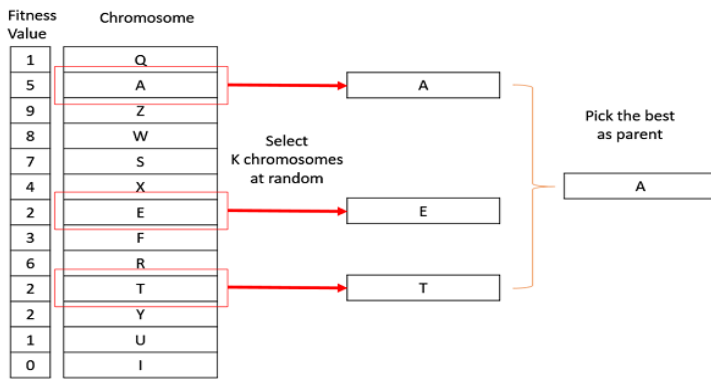 Fitness
Value
Chromosome
1 Q
5 A
9 Z
8 W
7 S
4 X
2 E
3 F
6 R
2 T
2 Y
1 U
0 I
Select
K chromosomes
at random
A
E
T
Pick the best
as parent
A